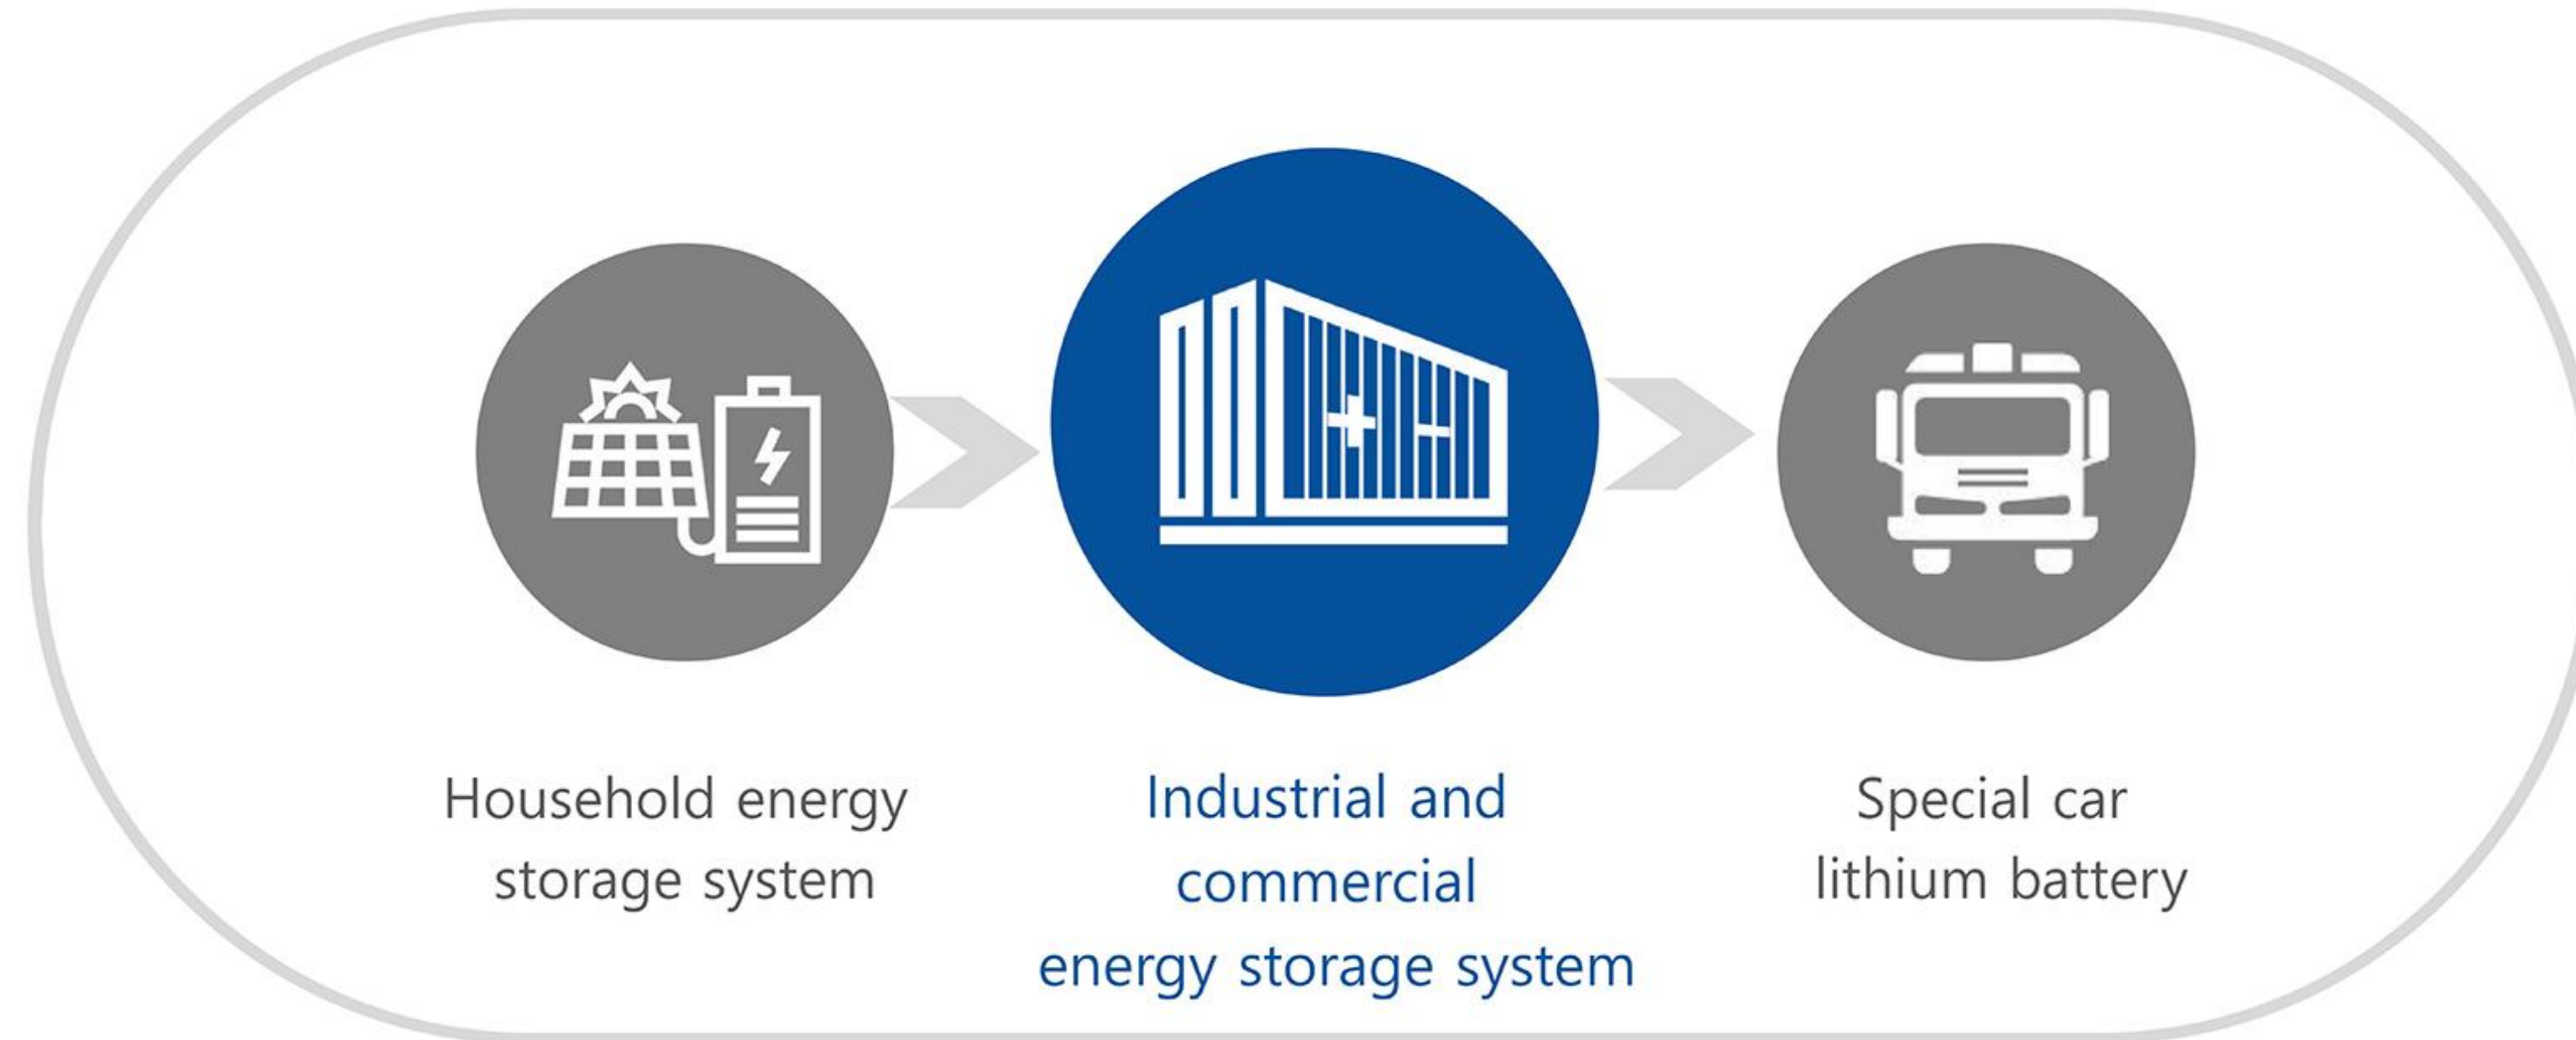 Household energy
storage system
Industrial and
commercial
energy storage system
Special car
lithium battery